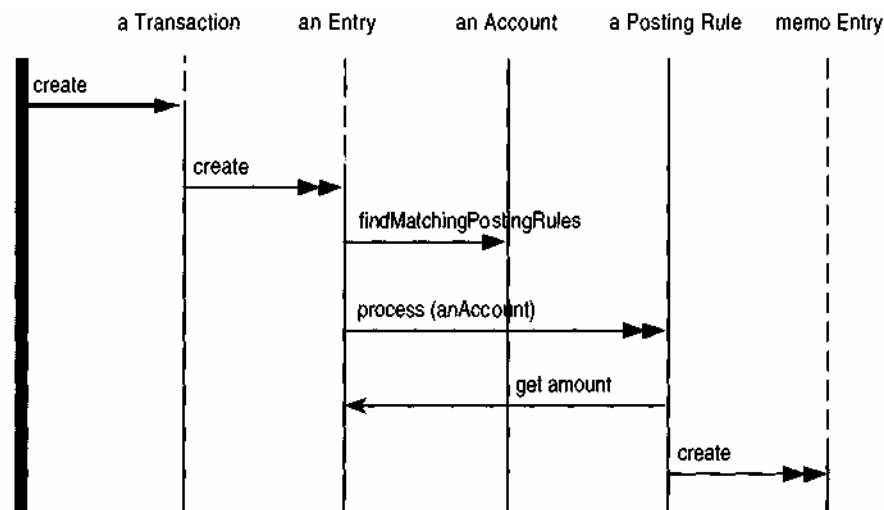 a Transaction an Entry an Account a Posting Rule memo Entry
create
create
findMatchingPostingRules
process (anAccount)
get amount
create